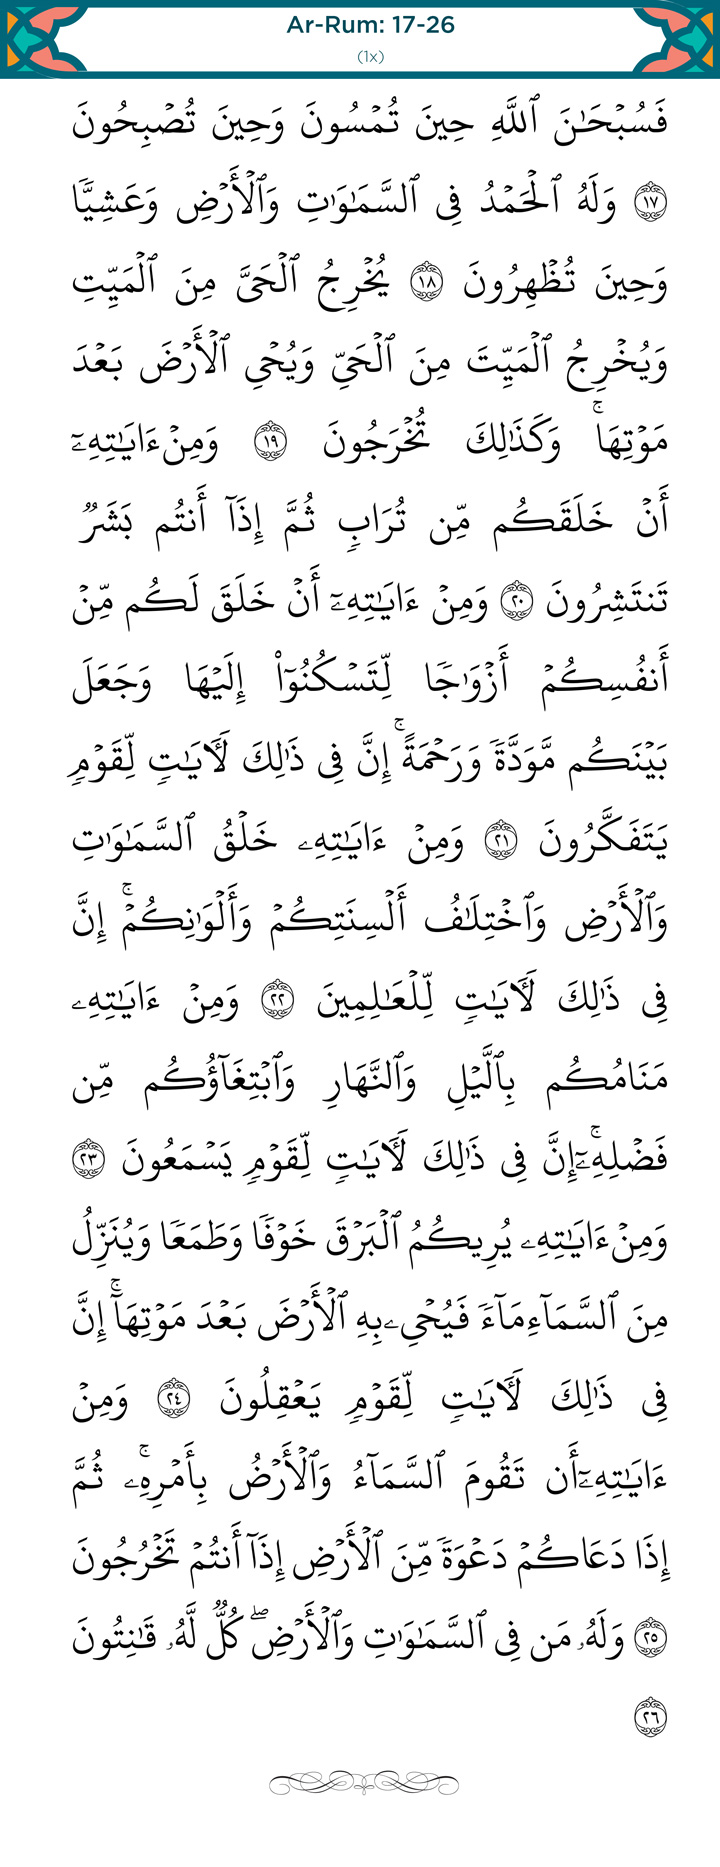 Ar-Rum: 17-26
(1x)
فَسُبْحَـٰنَ ٱللَّهِ حِينَ تُمْسُونَ وَحِينَ تُصْبِحُونَ
١٧ وَلَهُ ٱلْحَمْدُ فِى ٱلسَّمَـٰوَٰتِ وَٱلْأَرْضِ وَعَشِيًّا
وَحِينَ تُظْهِرُونَ ١٨ يُخْرِجُ ٱلْحَىَّ مِنَ ٱلْمَيِّتِ
وَيُخْرِجُ ٱلْمَيِّتَ مِنَ ٱلْحَىِّ وَيُحْىِ ٱلْأَرْضَ بَعْدَ
مَوْتِهَا ۚ وَكَذَٰلِكَ تُخْرَجُونَ ١٩ وَمِنْ ءَايَـٰتِهِۦٓ
أَنْ خَلَقَكُم مِّن تُرَابٍ ثُمَّ إِذَآ أَنتُم بَشَرٌ
تَنتَشِرُونَ ٢٠ وَمِنْ ءَايَـٰتِهِۦٓ أَنْ خَلَقَ لَكُم مِّنْ
أَنفُسِكُمْ أَزْوَٰجًا لِّتَسْكُنُوٓا۟ إِلَيْهَا وَجَعَلَ
بَيْنَكُم مَّوَدَّةً وَرَحْمَةً ۚ إِنَّ فِى ذَٰلِكَ لَـَٔايَـٰتٍ لِّقَوْمٍ
يَتَفَكَّرُونَ ٢١ وَمِنْ ءَايَـٰتِهِۦ خَلْقُ ٱلسَّمَـٰوَٰتِ
وَٱلْأَرْضِ وَٱخْتِلَـٰفُ أَلْسِنَتِكُمْ وَأَلْوَٰنِكُمْ ۚ إِنَّ
فِى ذَٰلِكَ لَـَٔايَـٰتٍ لِّلْعَـٰلِمِينَ ٢٢ وَمِنْ ءَايَـٰتِهِۦ
مَنَامُكُم بِٱلَّيْلِ وَٱلنَّهَارِ وَٱبْتِغَآؤُكُم مِّن
فَضْلِهِۦٓ ۚ إِنَّ فِى ذَٰلِكَ لَـَٔايَـٰتٍ لِّقَوْمٍ يَسْمَعُونَ ٢٣
وَمِنْ ءَايَـٰتِهِۦ يُرِيكُمُ ٱلْبَرْقَ خَوْفًا وَطَمَعًا وَيُنَزِّلُ
مِنَ ٱلسَّمَآءِ مَآءً فَيُحْىِۦ بِهِ ٱلْأَرْضَ بَعْدَ مَوْتِهَآ ۚ إِنَّ
فِى ذَٰلِكَ لَـَٔايَـٰتٍ لِّقَوْمٍ يَعْقِلُونَ ٢٤ وَمِنْ
ءَايَـٰتِهِۦٓ أَن تَقُومَ ٱلسَّمَآءُ وَٱلْأَرْضُ بِأَمْرِهِۦ ۚ ثُمَّ
إِذَا دَعَاكُمْ دَعْوَةً مِّنَ ٱلْأَرْضِ إِذَآ أَنتُمْ تَخْرُجُونَ
٢٥ وَلَهُۥ مَن فِى ٱلسَّمَـٰوَٰتِ وَٱلْأَرْضِ ۖ كُلٌّ لَّهُۥ قَـٰنِتُونَ
٢٦